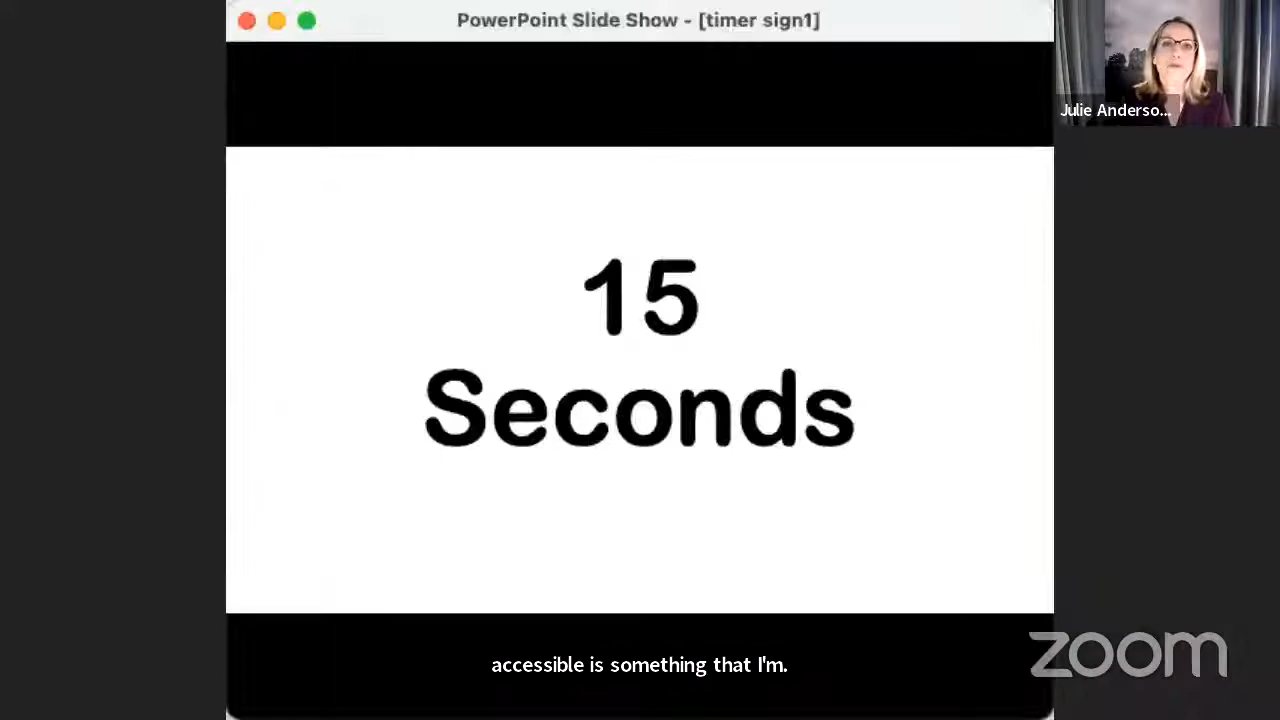 PowerPoint Slide Show - [timer sign1]
Julie Anderso...
15
Seconds
accessible is something that I'm.
zoom